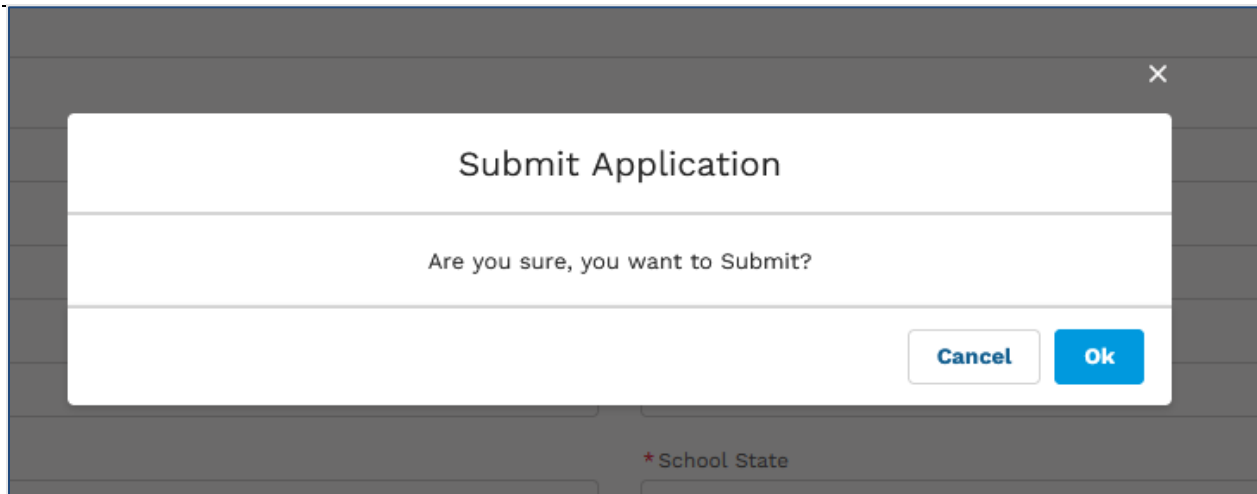 Submit Application
Are you sure, you want to Submit?
Cancel Ok
*School State